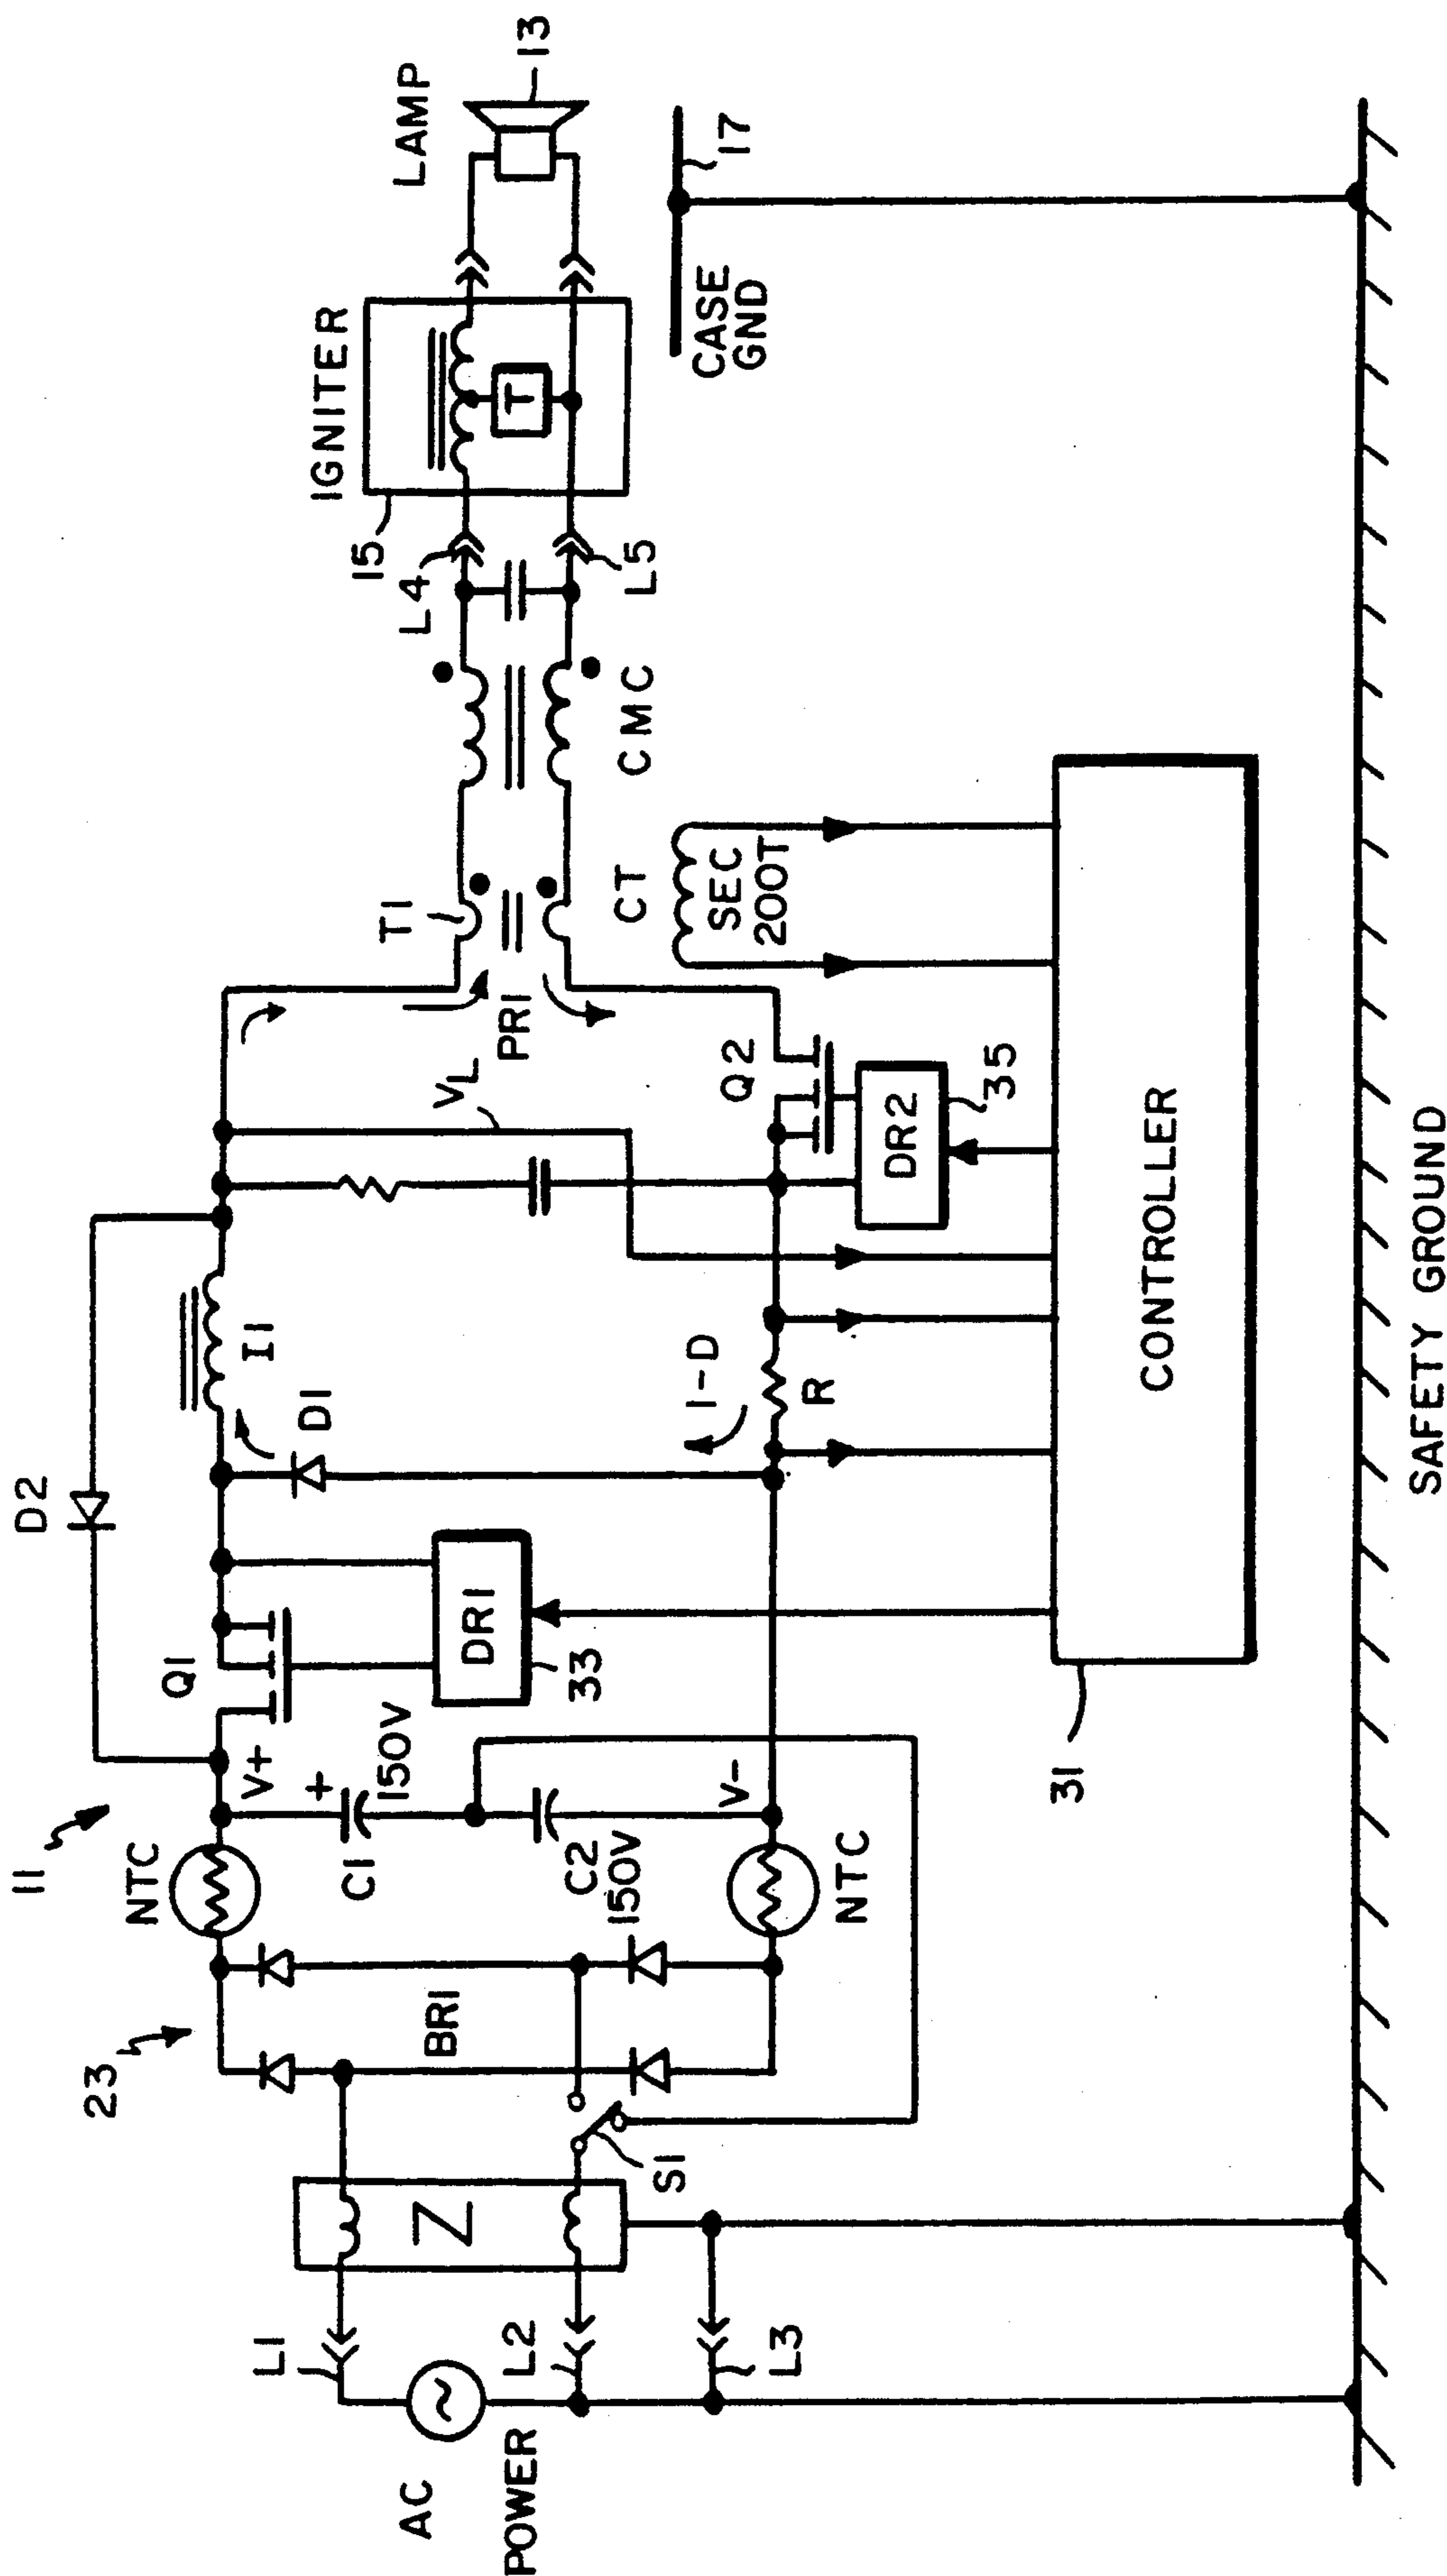 11
D2
23
NTC
V+
Q1
D1
I1
T1
L4
15
IGNITER
LAMP
13
AC
POWER
L1
L2
L3
Z
S1
BR1
C1
+
150V
C2
150V
NTC
V-
DR1
33
1-D
R
VL
PRI
Q2
DR2
35
CT
SEC
200T
CMC
L5
T
CASE
GND
17
31
CONTROLLER
SAFETY GROUND